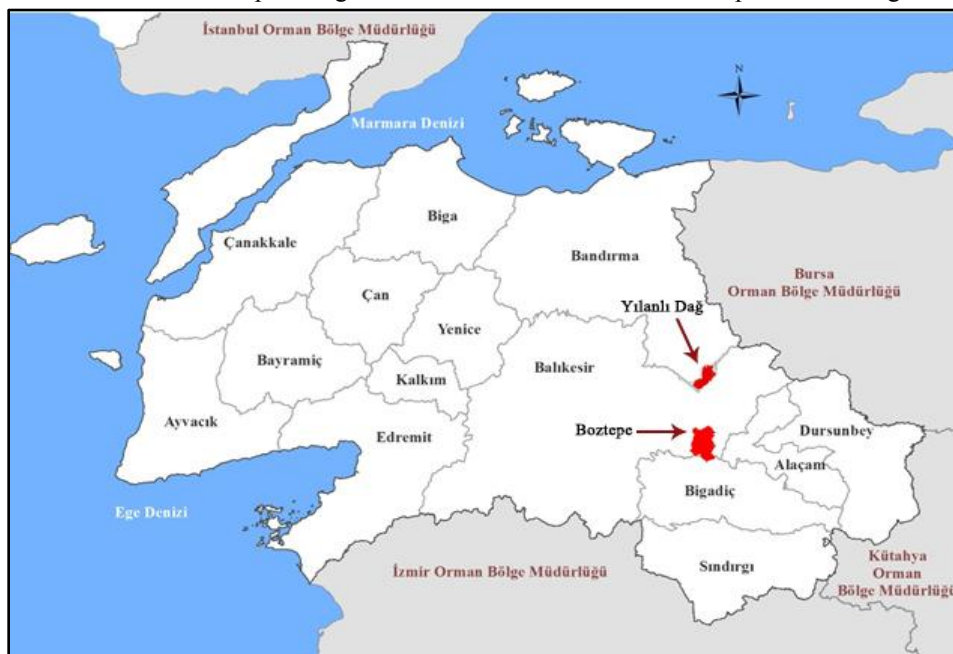 İstanbul Orman Bölge Müdürlüğü
N
Marmara Denizi
Biga
Çanakkale
Bandırma
Bursa
Orman Bölge Müdürlüğü
Çan
Yılanlı Dağ
Yenice
Bayramiç
Balıkesir
Kalkım
Ayvacık
Edremit
Boztepe
Dursunbey
Alaçam
Bigadiç
Ege Denizi
Kütahya
Orman
Bölge Müdürlüğü
İzmir Orman Bölge Müdürlüğü
Sındırgı